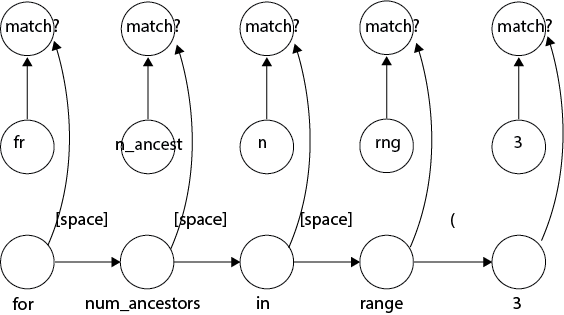 match? match? match? match? match?
fr n_ancest n rng 3
[space] [space] [space] (
for num_ancestors in range 3